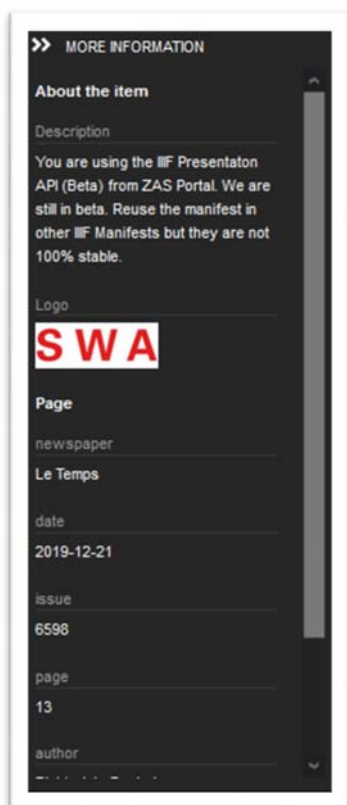 MORE INFORMATION
About the item
Description
You are using the IIIF Presentaton
API (Beta) from ZAS Portal. We are
still in beta. Reuse the manifest in
other IIIF Manifests but they are not
100% stable.
Logo
SWA
Page
newspaper
Le Temps
date
2019-12-21
issue
6598
page
13
author